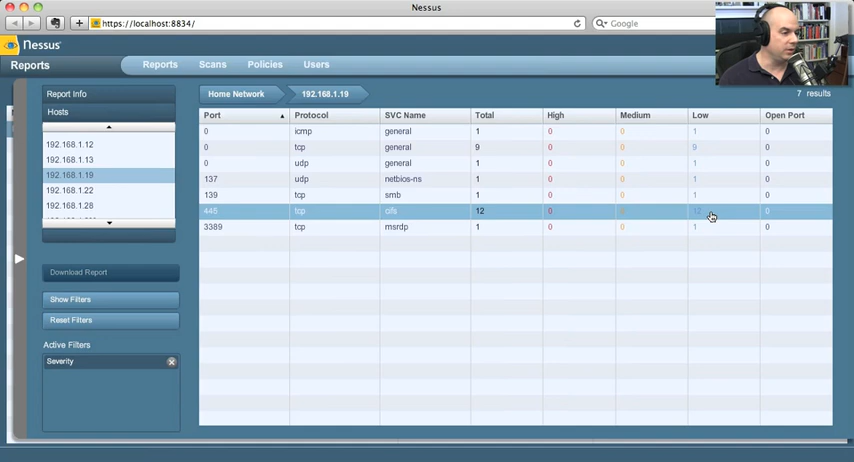 Nessus
https://localhost:8834/
Google
Nessus
Reports
Reports Scans Policies Users
Report Info
Hosts
192.168.1.12
192.168.1.13
192.168.1.19
192.168.1.22
192.168.1.28
Download Report
Show Filters
Reset Filters
Active Filters
Severity
Home Network 192.168.1.19 7 results
Port Protocol SVC Name Total High Medium Low Open Port
0 icmp general 1 0 0 1 0
0 tcp general 9 0 0 9 0
0 udp general 1 0 0 1 0
137 udp netbios-ns 1 0 0 1 0
139 tcp smb 1 0 0 1 0
445 tcp cifs 12 0 0 12 0
3389 tcp msrdp 1 0 0 1 0